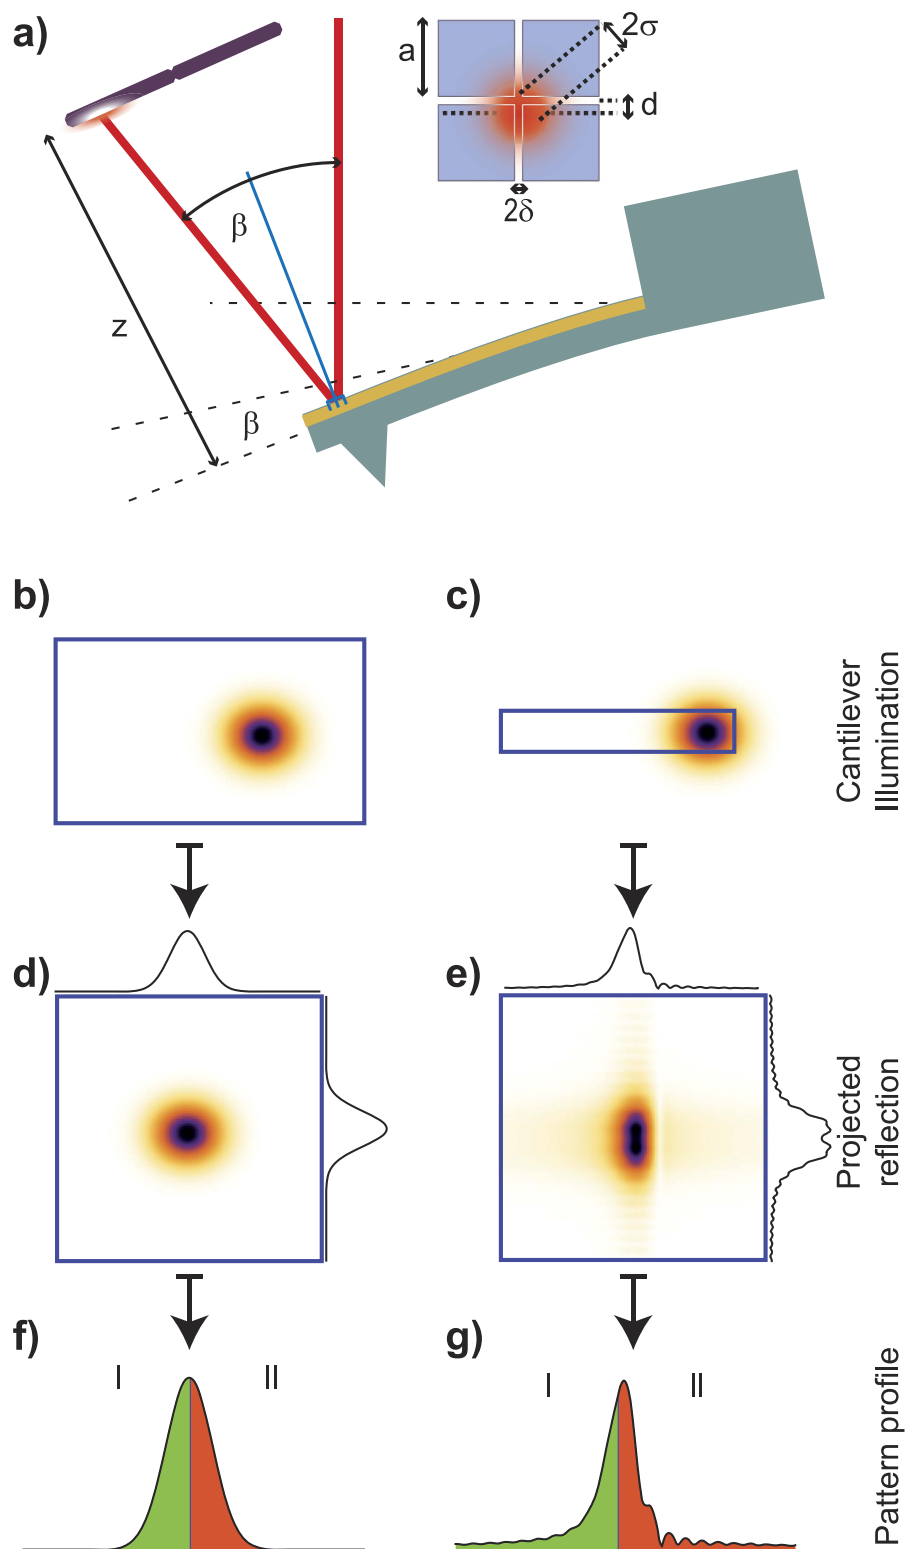 a)
a
2σ
d
2δ
β
z
β
b)
c)
Cantilever
Illumination
d)
e)
Projected
reflection
f)
g)
I
II
I
II
Pattern profile